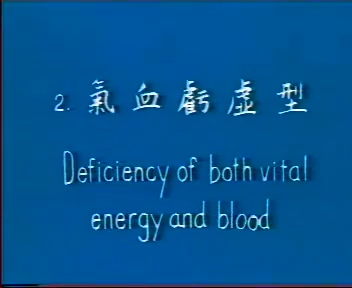 2. 氣血虧虛型
Deficiency of both vital
energy and blood